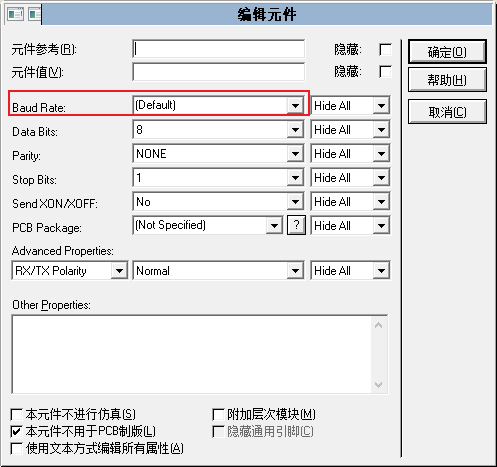 编辑元件
元件参考(R): 隐藏: 确定(O)
元件值(V): 隐藏: 帮助(H)
Baud Rate: (Default) Hide All 取消(C)
Data Bits: 8 Hide All
Parity: NONE Hide All
Stop Bits: 1 Hide All
Send XON/XOFF: No Hide All
PCB Package: (Not Specified) ? Hide All
Advanced Properties:
RX/TX Polarity Normal Hide All
Other Properties:
本元件不进行仿真(S) 附加层次模块(M)
本元件不用于PCB制版(L) 隐藏通用引脚(C)
使用文本方式编辑所有属性(A)